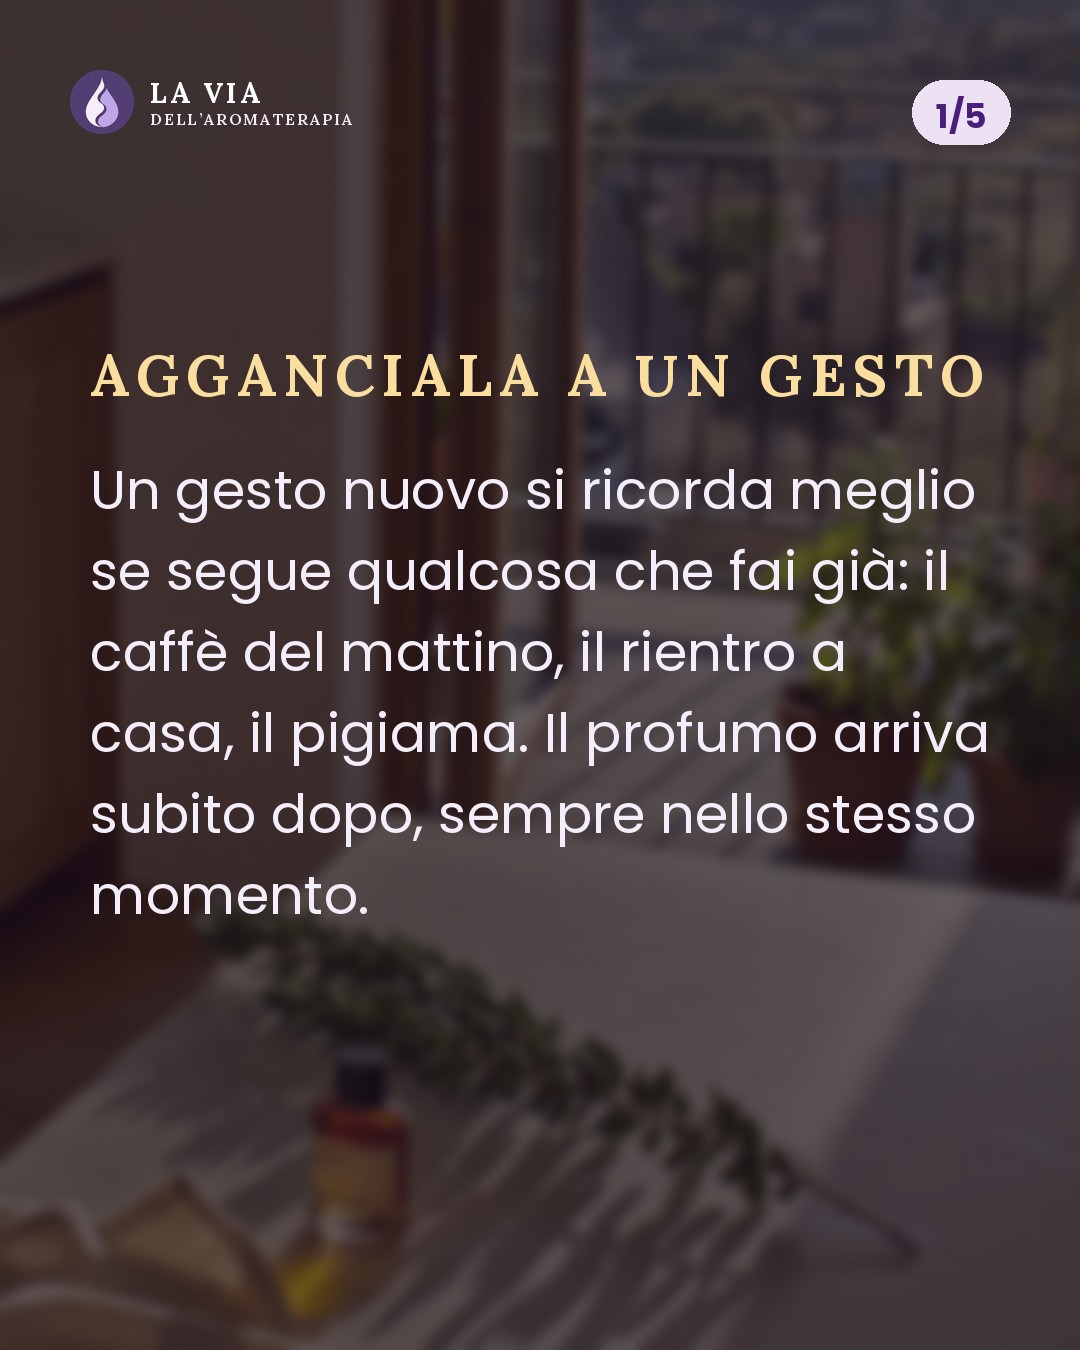 LA VIA
DELL'AROMATERAPIA
1/5
AGGANCIALA A UN GESTO
Un gesto nuovo si ricorda meglio
se segue qualcosa che fai già: il
caffè del mattino, il rientro a
casa, il pigiama. Il profumo arriva
subito dopo, sempre nello stesso
momento.